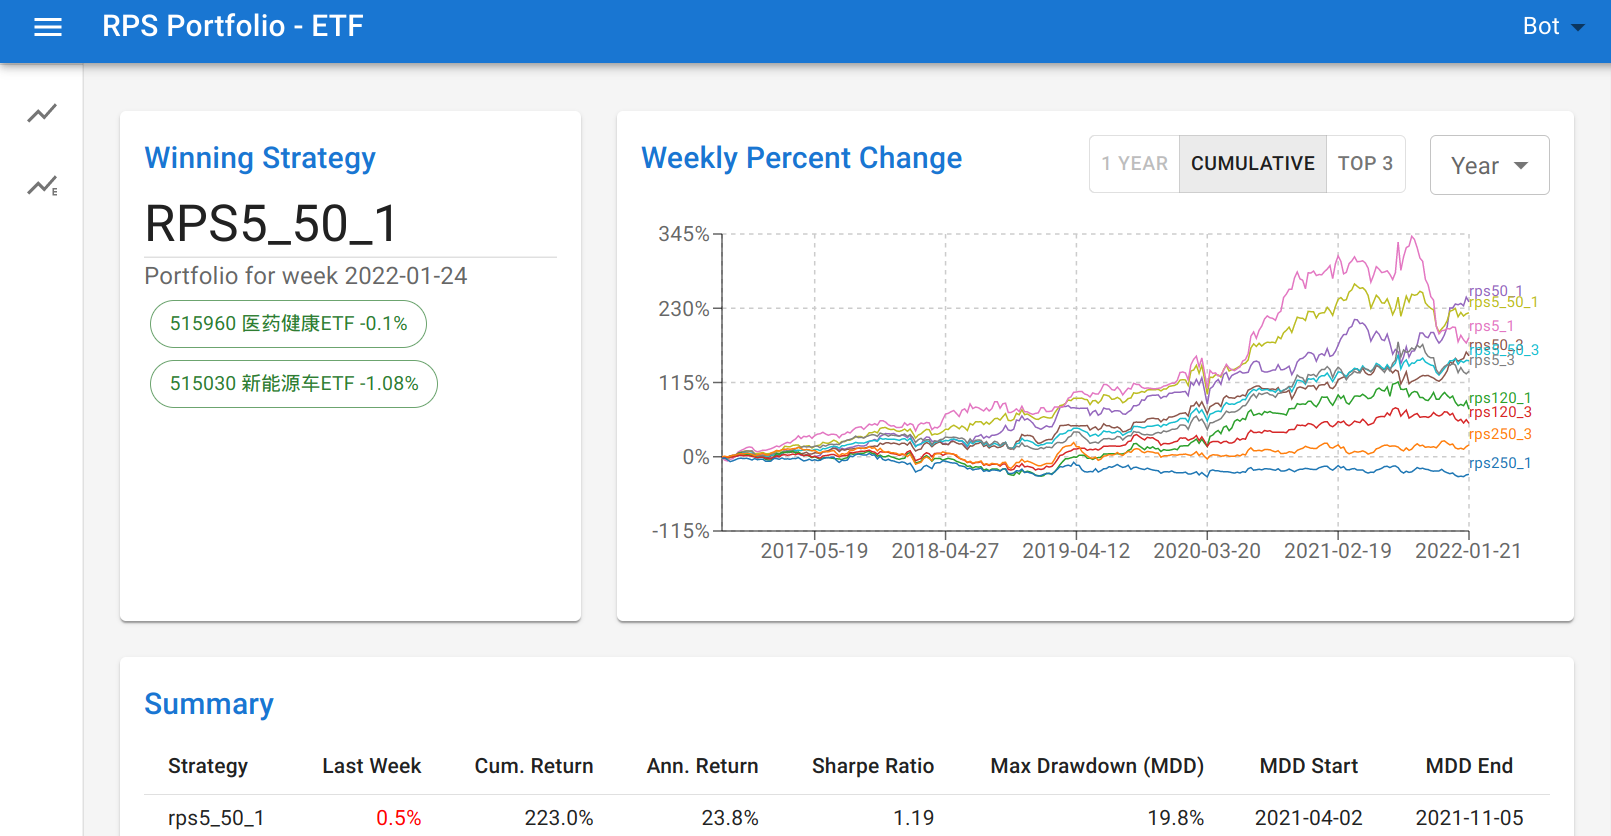 RPS Portfolio - ETF
Bot
Winning Strategy
RPS5_50_1
Portfolio for week 2022-01-24
515960 医药健康ETF -0.1%
515030 新能源车ETF -1.08%
Weekly Percent Change
1 YEAR
CUMULATIVE
TOP 3
Year
345%
230%
115%
0%
-115%
2017-05-19
2018-04-27
2019-04-12
2020-03-20
2021-02-19
2022-01-21
rps50_1
rps5_50_1
rps5_1
rps50_3
rps5_50_3
rps5_3
rps120_1
rps120_3
rps250_3
rps250_1
Summary
Strategy Last Week Cum. Return Ann. Return Sharpe Ratio Max Drawdown (MDD) MDD Start MDD End
rps5_50_1 0.5% 223.0% 23.8% 1.19 19.8% 2021-04-02 2021-11-05
E